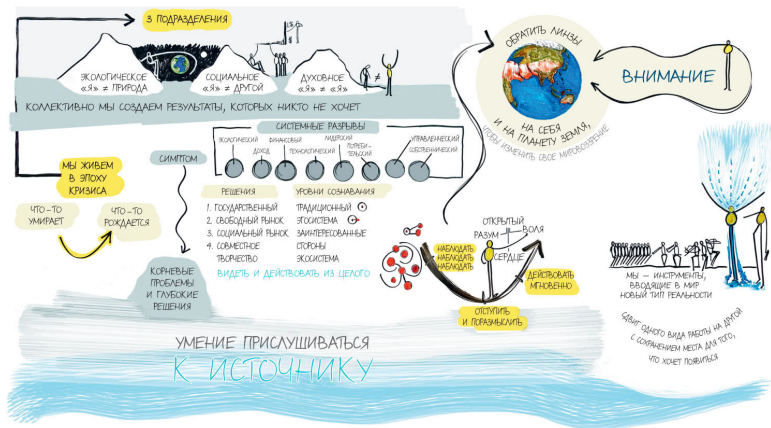 3 ПОДРАЗДЕЛЕНИЯ
ЭКОЛОГИЧЕСКОЕ
«Я» ≠ ПРИРОДА
СОЦИАЛЬНОЕ
«Я» ≠ ДРУГОЙ
ДУХОВНОЕ
«Я» ≠ «Я»
≠
КОЛЛЕКТИВНО МЫ СОЗДАЕМ РЕЗУЛЬТАТЫ, КОТОРЫХ НИКТО НЕ ХОЧЕТ
СИСТЕМНЫЕ РАЗРЫВЫ
ЭКОЛОГИЧЕСКИЙ
ДОХОД
ФИНАНСОВЫЙ
ТЕХНОЛОГИЧЕСКИЙ
ЛИДЕРСКИЙ
ПОТРЕБИ-
ТЕЛЬСКИЙ
УПРАВЛЕНЧЕСКИЙ
СОБСТВЕННИЧЕСКИЙ
МЫ ЖИВЕМ
В ЭПОХУ
КРИЗИСА
СИМПТОМ
ЧТО-ТО
УМИРАЕТ
ЧТО-ТО
РОЖДАЕТСЯ
РЕШЕНИЯ
1. ГОСУДАРСТВЕННЫЙ
2. СВОБОДНЫЙ РЫНОК
3. СОЦИАЛЬНЫЙ РЫНОК
4. СОВМЕСТНОЕ
ТВОРЧЕСТВО
УРОВНИ СОЗНАВАНИЯ
ТРАДИЦИОННЫЙ
ЭГОСИСТЕМА
ЗАИНТЕРЕСОВАННЫЕ
СТОРОНЫ
ЭКОСИСТЕМА
ВИДЕТЬ И ДЕЙСТВОВАТЬ ИЗ ЦЕЛОГО
КОРНЕВЫЕ
ПРОБЛЕМЫ
И ГЛУБОКИЕ
РЕШЕНИЯ
УМЕНИЕ ПРИСЛУШИВАТЬСЯ
К ИСТОЧНИКУ
НАБЛЮДАТЬ
НАБЛЮДАТЬ
НАБЛЮДАТЬ
ОТКРЫТЫЙ
РАЗУМ
ВОЛЯ
СЕРДЦЕ
ДЕЙСТВОВАТЬ
МГНОВЕННО
ОТСТУПИТЬ
И ПОРАЗМЫСЛИТЬ
ОБРАТИТЬ ЛИНЗЫ
НА СЕБЯ
И НА ПЛАНЕТУ ЗЕМЛЯ,
ЧТОБЫ ИЗМЕНИТЬ СВОЕ МИРОВОЗЗРЕНИЕ
ВНИМАНИЕ
МЫ — ИНСТРУМЕНТЫ,
ВВОДЯЩИЕ В МИР
НОВЫЙ ТИП РЕАЛЬНОСТИ
СДВИГ ОДНОГО ВИДА РАБОТЫ НА ДРУГОЙ
С СОХРАНЕНИЕМ МЕСТА ДЛЯ ТОГО,
ЧТО ХОЧЕТ ПОЯВИТЬСЯ